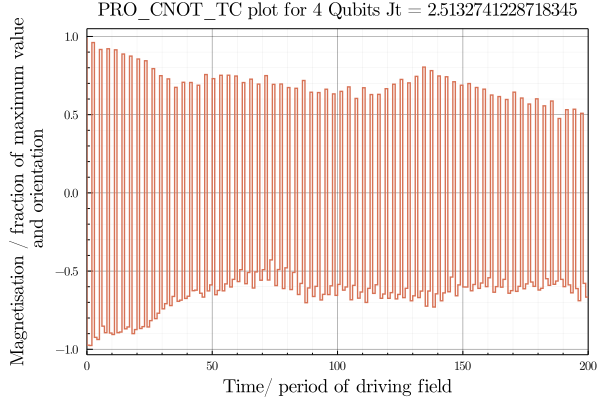 PRO_CNOT_TC plot for 4 Qubits Jt = 2.5132741228718345
Magnetisation / fraction of maximum value
and orientation
1.0
0.5
0.0
−0.5
−1.0
0 50 100 150 200
Time/ period of driving field